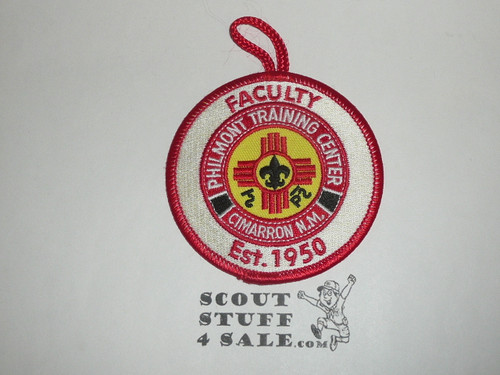 FACULTY
PHILMONT TRAINING CENTER
CIMARRON N.M.
Est. 1950
SCOUT
STUFF
4 SALE.com